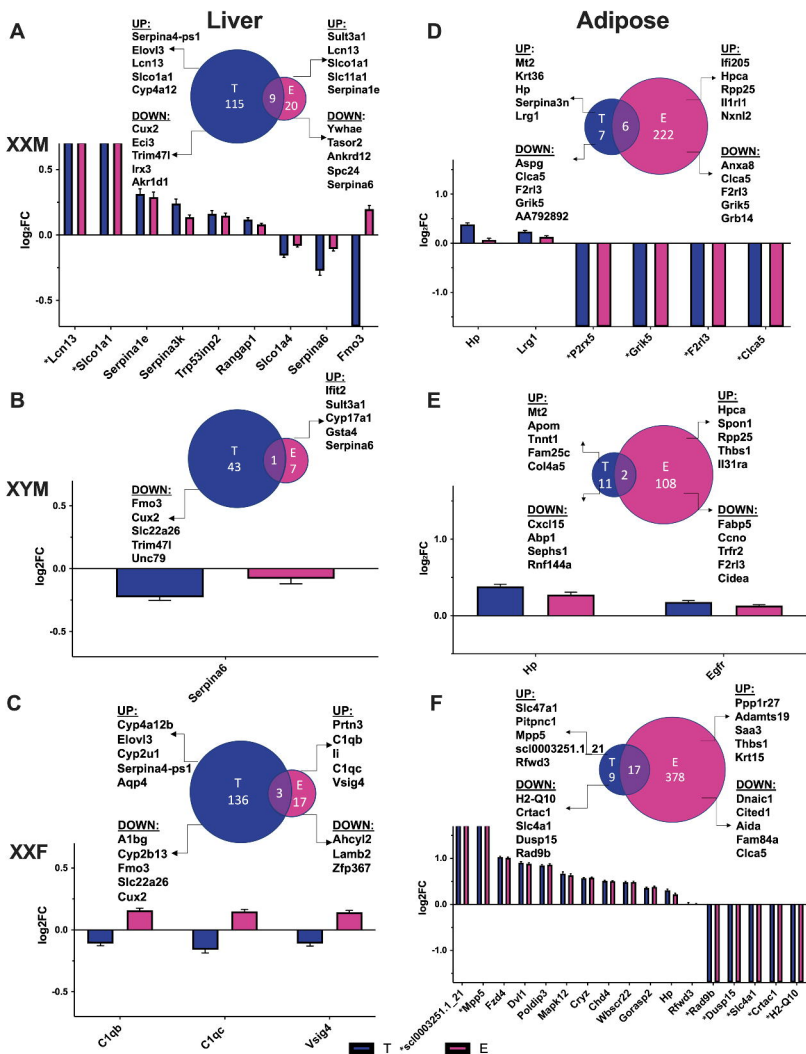 Liver
Adipose
A
UP:
Serpina4-ps1
Elovl3
Lcn13
Slco1a1
Cyp4a12
UP:
Sult3a1
Lcn13
Slco1a1
Slc11a1
Serpina1e
T
115
9
E
20
DOWN:
Cux2
Eci3
Trim47l
Irx3
Akr1d1
DOWN:
Ywhae
Tasor2
Ankrd12
Spc24
Serpina6
XXM
log₂FC
0.5
0.0
-0.5
*Lcn13
*Slco1a1
Serpina1e
Serpina3k
Trp53inp2
Rangap1
Slco1a4
Serpina6
Fmo3
D
UP:
Mt2
Krt36
Hp
Serpina3n
Lrg1
UP:
Ifi205
Hpca
Rpp25
Il1rl1
Nxnl2
T
7
6
E
222
DOWN:
Aspg
Clca5
F2rl3
Grik5
AA792892
DOWN:
Anxa8
Clca5
F2rl3
Grik5
Grb14
log₂FC
1.0
0.0
-1.0
Hp
Lrg1
*P2rx5
*Grik5
*F2rl3
*Clca5
B
UP:
Ifit2
Sult3a1
Cyp17a1
Gsta4
Serpina6
T
43
1
E
7
DOWN:
Fmo3
Cux2
Slc22a26
Trim47l
Unc79
XYM
log2FC
0.5
0.0
-0.5
Serpina6
E
UP:
Mt2
Apom
Tnnt1
Fam25c
Col4a5
UP:
Hpca
Spon1
Rpp25
Thbs1
Il31ra
T
11
2
E
108
DOWN:
Cxcl15
Abp1
Sephs1
Rnf144a
DOWN:
Fabp5
Ccno
Trfr2
F2rl3
Cidea
log₂FC
1.0
0.5
0.0
Hp
Egfr
C
UP:
Cyp4a12b
Elovl3
Cyp2u1
Serpina4-ps1
Aqp4
UP:
Prtn3
C1qb
Ii
C1qc
Vsig4
T
136
3
E
17
DOWN:
A1bg
Cyp2b13
Fmo3
Slc22a26
Cux2
DOWN:
Ahcyl2
Lamb2
Zfp367
XXF
log2FC
0.5
0.0
-0.5
C1qb
C1qc
Vsig4
F
UP:
Slc47a1
Pitpnc1
Mpp5
scl0003251.1_21
Rfwd3
UP:
Ppp1r27
Adamts19
Saa3
Thbs1
Krt15
T
9
17
E
378
DOWN:
H2-Q10
Crtac1
Slc4a1
Dusp15
Rad9b
DOWN:
Dnaic1
Cited1
Aida
Fam84a
Clca5
log2FC
1.0
0.0
-1.0
*scl0003251.1_21
*Mpp5
Fzd4
Dvl1
Poldip3
Mapk12
Cryz
Chd4
Wbscr22
Gorasp2
Hp
Rfwd3
*Rad9b
*Dusp15
*Slc4a1
*Crtac1
*H2-Q10
T
E